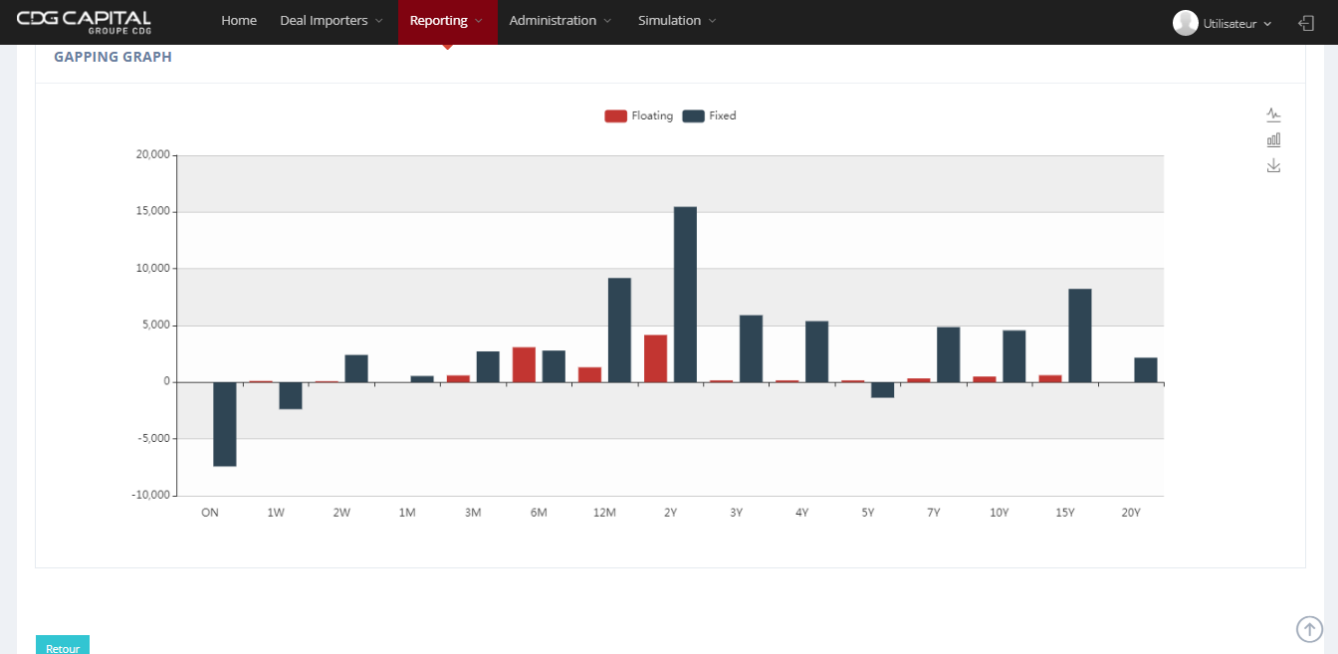 CDG CAPITAL
GROUPE CDG
Home Deal Importers Reporting Administration Simulation Utilisateur
GAPPING GRAPH
Floating Fixed
20,000
15,000
10,000
5,000
0
-5,000
-10,000
ON 1W 2W 1M 3M 6M 12M 2Y 3Y 4Y 5Y 7Y 10Y 15Y 20Y
Retour